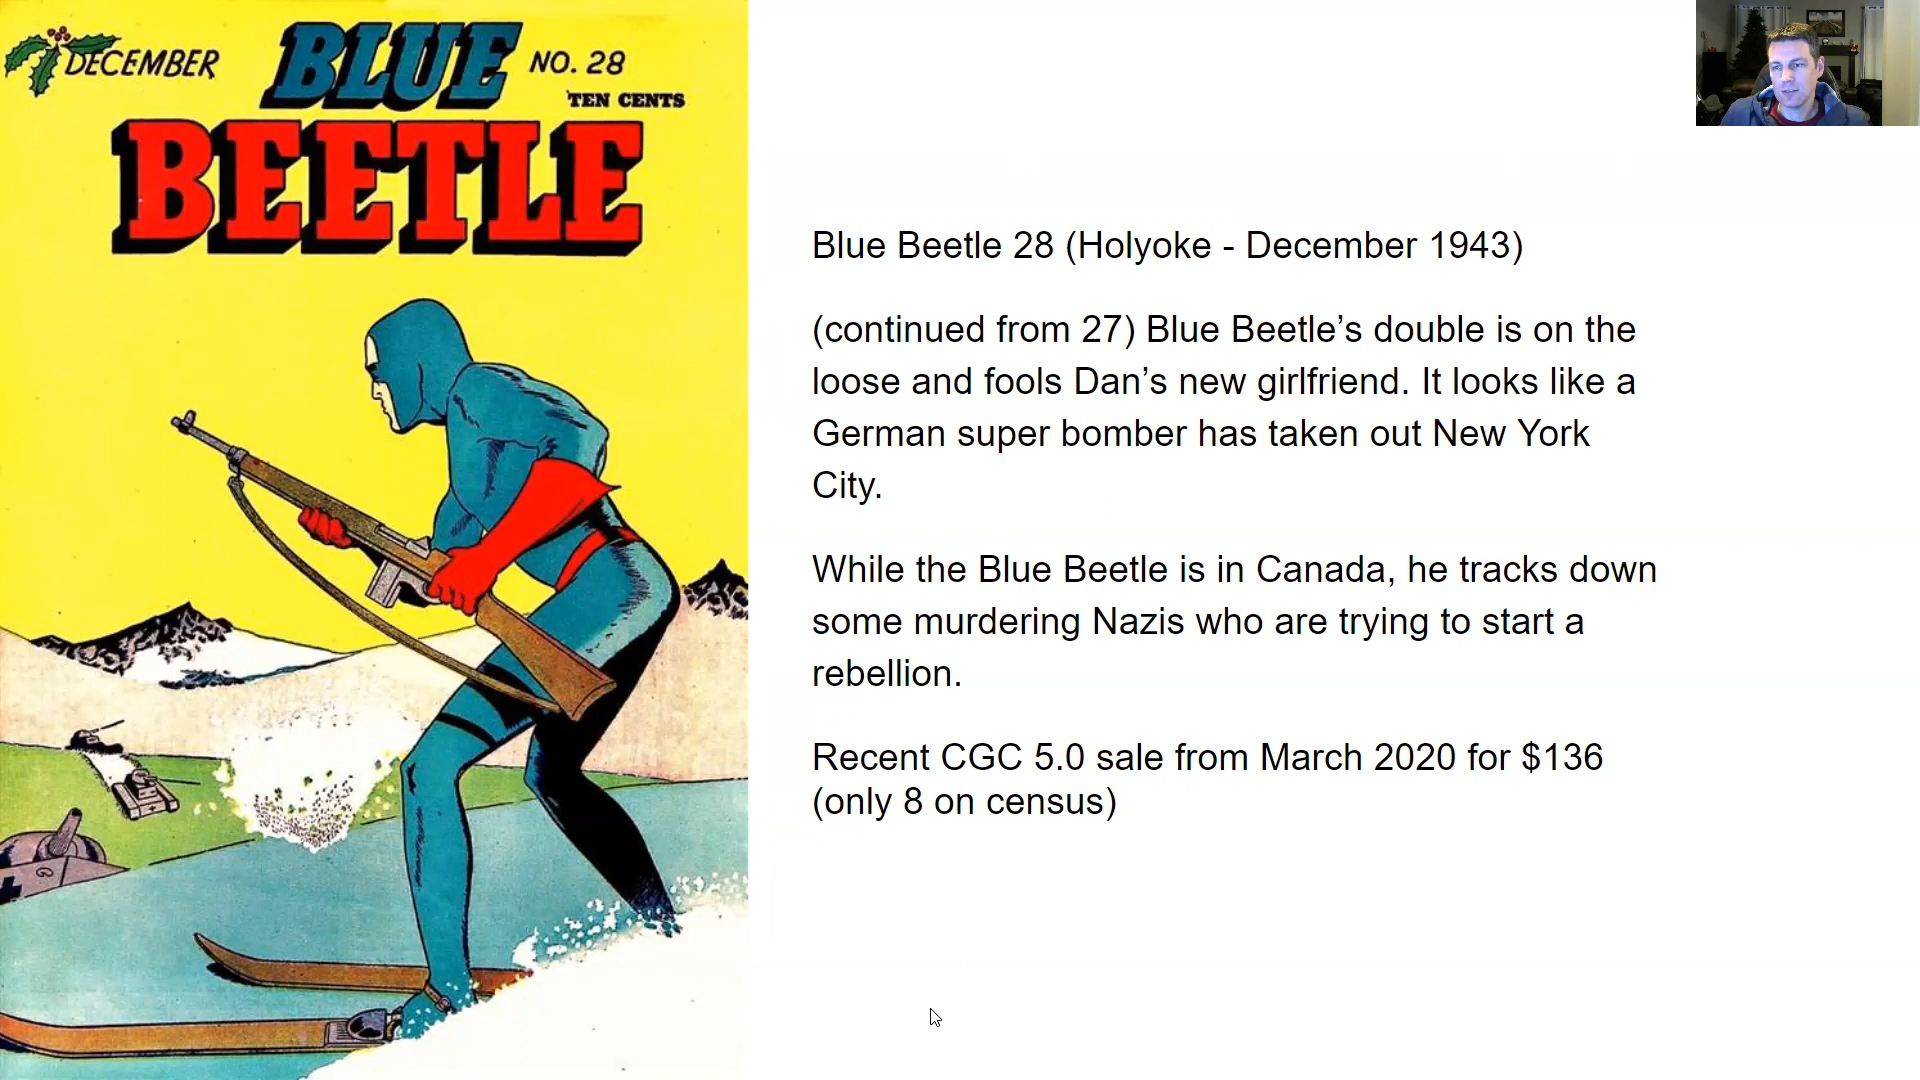 DECEMBER
BLUE
NO. 28
TEN CENTS
BEETLE
Blue Beetle 28 (Holyoke - December 1943)
(continued from 27) Blue Beetle’s double is on the
loose and fools Dan’s new girlfriend. It looks like a
German super bomber has taken out New York
City.
While the Blue Beetle is in Canada, he tracks down
some murdering Nazis who are trying to start a
rebellion.
Recent CGC 5.0 sale from March 2020 for $136
(only 8 on census)